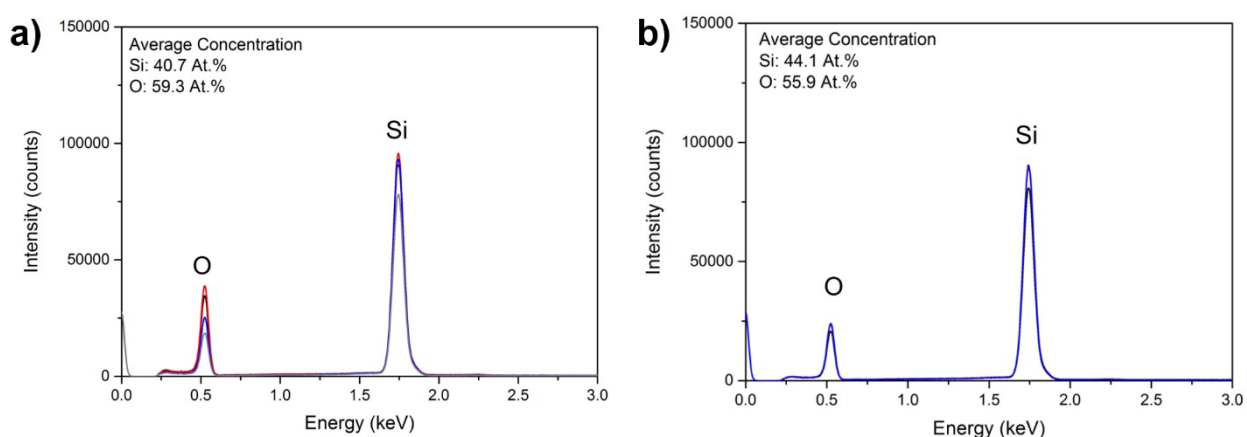 a)
150000
100000
50000
0
Intensity (counts)
Average Concentration
Si: 40.7 At.%
O: 59.3 At.%
O
Si
0.0 0.5 1.0 1.5 2.0 2.5 3.0
Energy (keV)
b)
150000
100000
50000
0
Intensity (counts)
Average Concentration
Si: 44.1 At.%
O: 55.9 At.%
O
Si
0.0 0.5 1.0 1.5 2.0 2.5 3.0
Energy (keV)